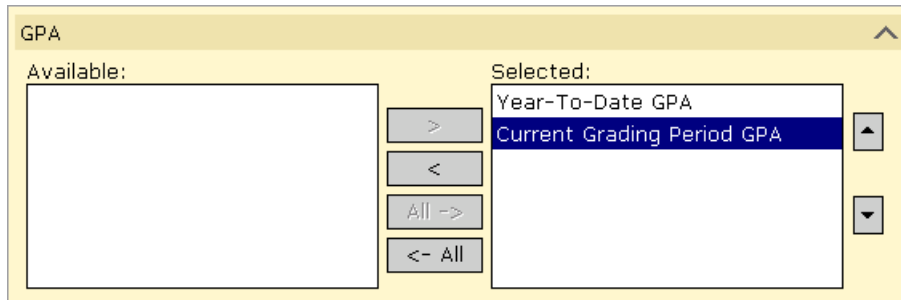 GPA
Available:
Selected:
Year-To-Date GPA
Current Grading Period GPA
>
<
All ->
<- All